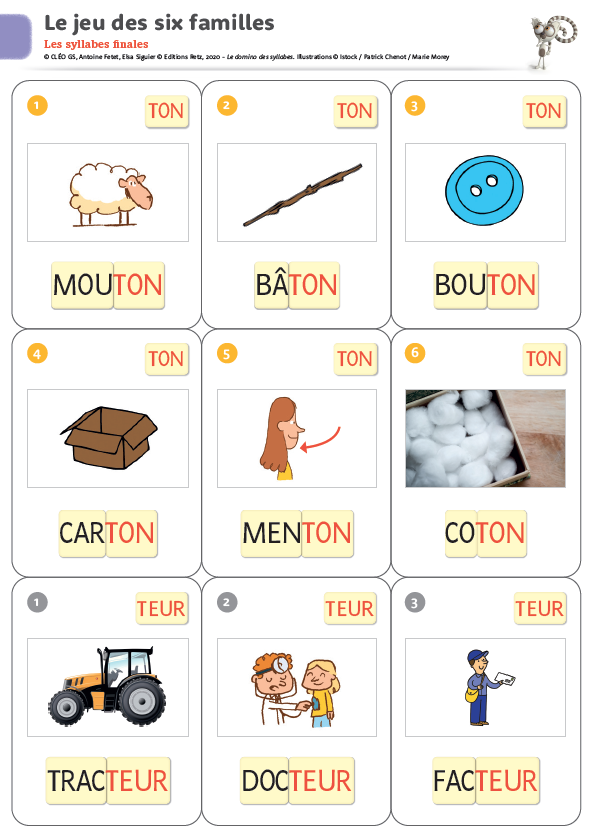 Le jeu des six familles
Les syllabes finales
© CLÉO GS, Antoine Fetet, Elsa Siguier © Editions Retz, 2020 – Le domino des syllabes. Illustrations © Istock / Patrick Chenot / Marie Morey
1 TON
2 TON
3 TON
MOUTON
BÂTON
BOUTON
4 TON
5 TON
6 TON
CARTON
MENTON
COTON
1 TEUR
2 TEUR
3 TEUR
TRACTEUR
DOCTEUR
FACTEUR